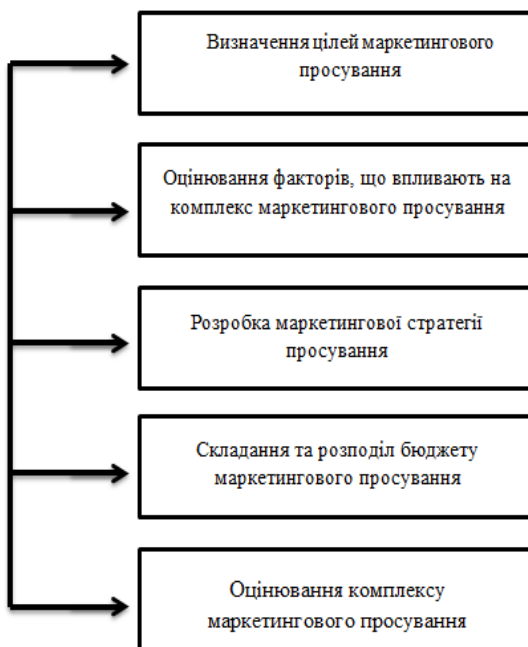 Визначення цілей маркетингового
просування
Оцінювання факторів, що впливають на
комплекс маркетингового просування
Розробка маркетингової стратегії
просування
Складання та розподіл бюджету
маркетингового просування
Оцінювання комплексу
маркетингового просування